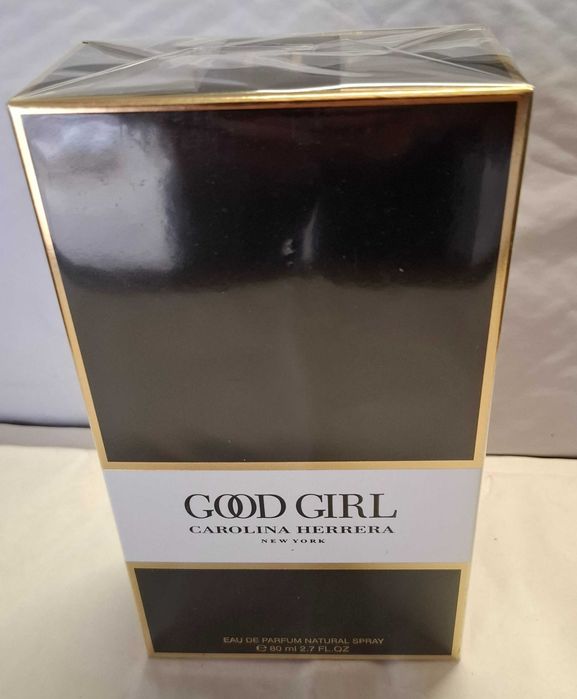 GOOD GIRL
CAROLINA HERRERA
NEW YORK
EAU DE PARFUM NATURAL SPRAY
℮ 80 ml 2.7 FL.OZ